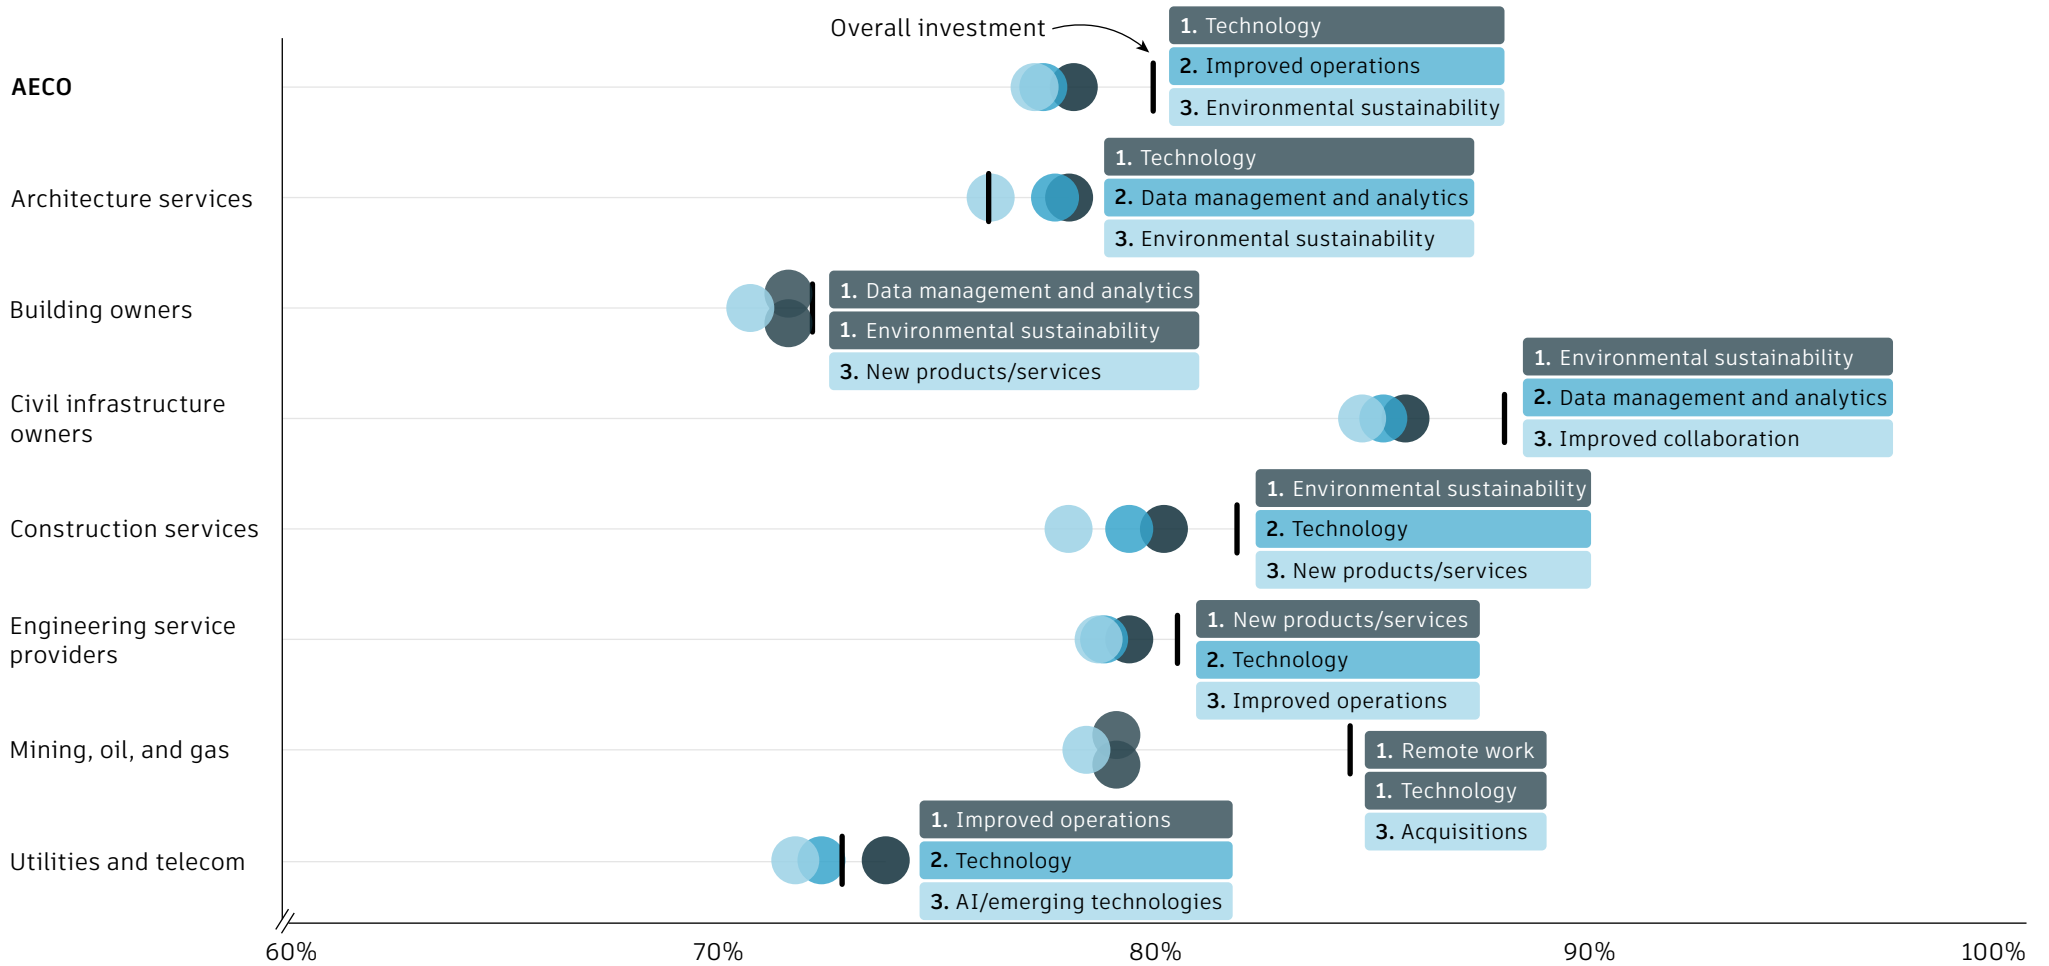 Overall investment
AECO
1. Technology
2. Improved operations
3. Environmental sustainability
Architecture services
1. Technology
2. Data management and analytics
3. Environmental sustainability
Building owners
1. Data management and analytics
1. Environmental sustainability
3. New products/services
Civil infrastructure
owners
1. Environmental sustainability
2. Data management and analytics
3. Improved collaboration
Construction services
1. Environmental sustainability
2. Technology
3. New products/services
Engineering service
providers
1. New products/services
2. Technology
3. Improved operations
Mining, oil, and gas
1. Remote work
1. Technology
3. Acquisitions
Utilities and telecom
1. Improved operations
2. Technology
3. AI/emerging technologies
60% 70% 80% 90% 100%